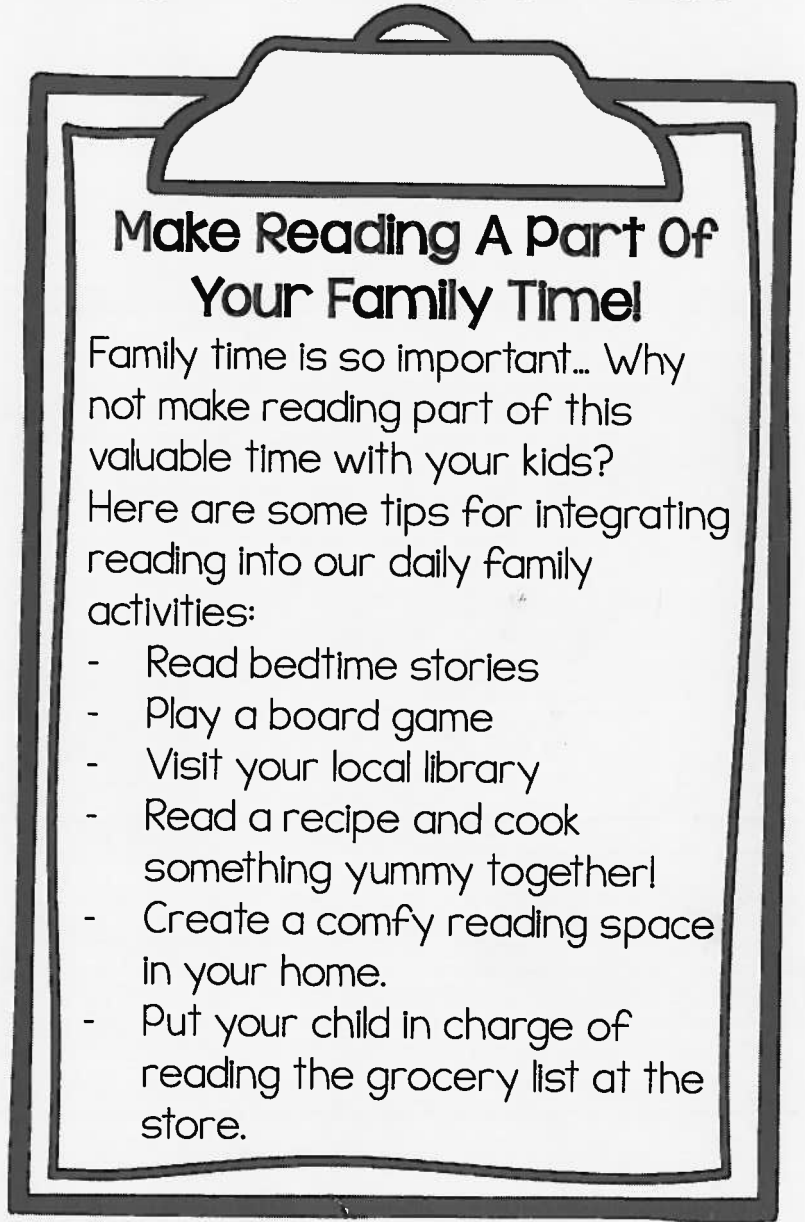 Make Reading A Part Of
Your Family Time!
Family time is so important... Why
not make reading part of this
valuable time with your kids?
Here are some tips for integrating
reading into our daily family
activities:
- Read bedtime stories
- Play a board game
- Visit your local library
- Read a recipe and cook
something yummy together!
- Create a comfy reading space
in your home.
- Put your child in charge of
reading the grocery list at the
store.